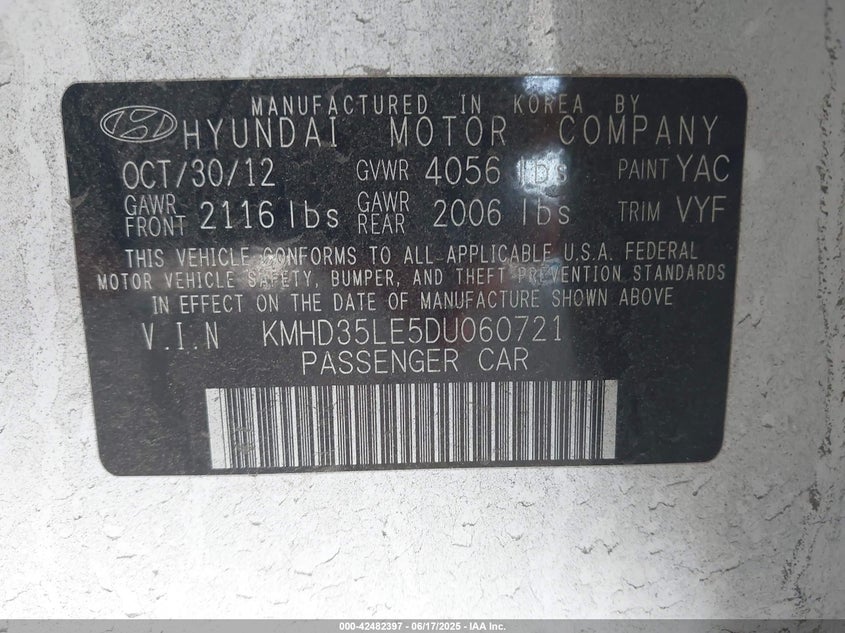 MANUFACTURED IN KOREA BY
HYUNDAI MOTOR COMPANY
OCT/30/12 GVWR 4056 lbs PAINT YAC
GAWR FRONT 2116 lbs GAWR REAR 2006 lbs TRIM VYF
THIS VEHICLE CONFORMS TO ALL APPLICABLE U.S.A. FEDERAL
MOTOR VEHICLE SAFETY, BUMPER, AND THEFT PREVENTION STANDARDS
IN EFFECT ON THE DATE OF MANUFACTURE SHOWN ABOVE
V.I.N KMHD35LE5DU060721
PASSENGER CAR
000-42482397 - 06/17/2025 - IAA Inc.